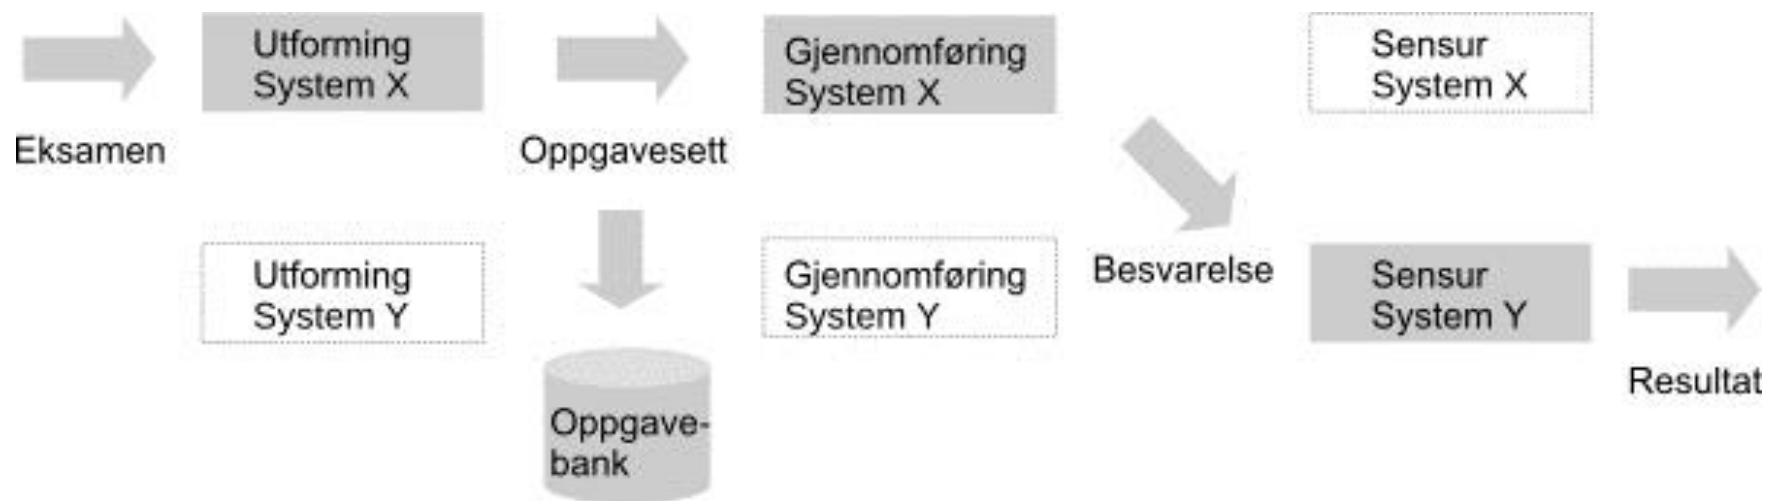 Utforming
System X
Gjennomføring
System X
Sensur
System X
Eksamen
Oppgavesett
Utforming
System Y
Gjennomføring
System Y
Besvarelse
Sensur
System Y
Resultat
Oppgave-
bank